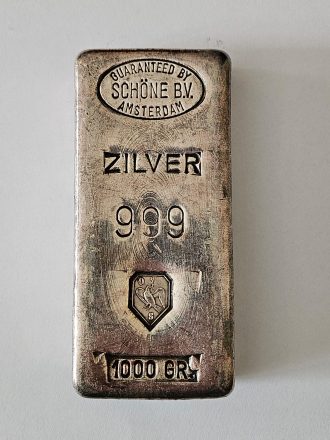 GUARANTEED BY
SCHÖNE B.V.
AMSTERDAM
ZILVER
999
1000 GR.